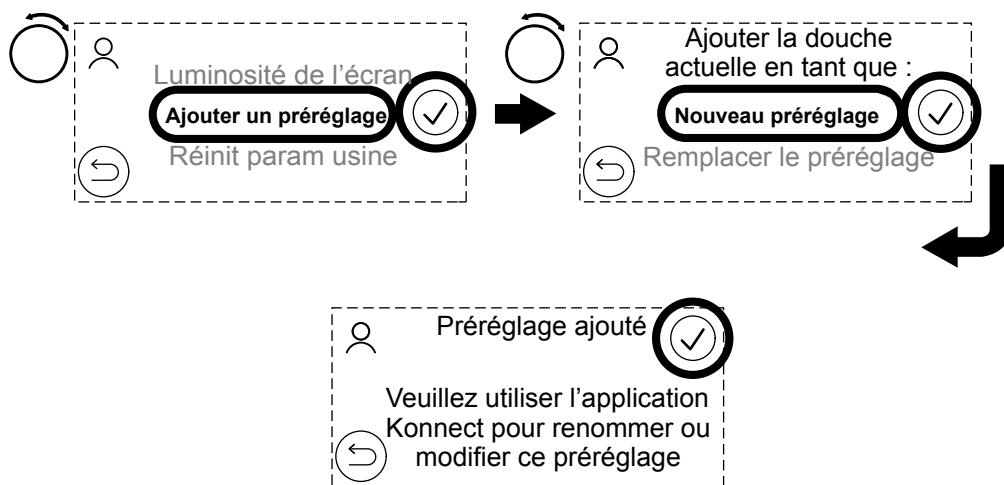 Luminosité de l’écran
Ajouter un préréglage
Réinit param usine
Ajouter la douche
actuelle en tant que :
Nouveau préréglage
Remplacer le préréglage
Préréglage ajouté
Veuillez utiliser l’application
Konnect pour renommer ou
modifier ce préréglage